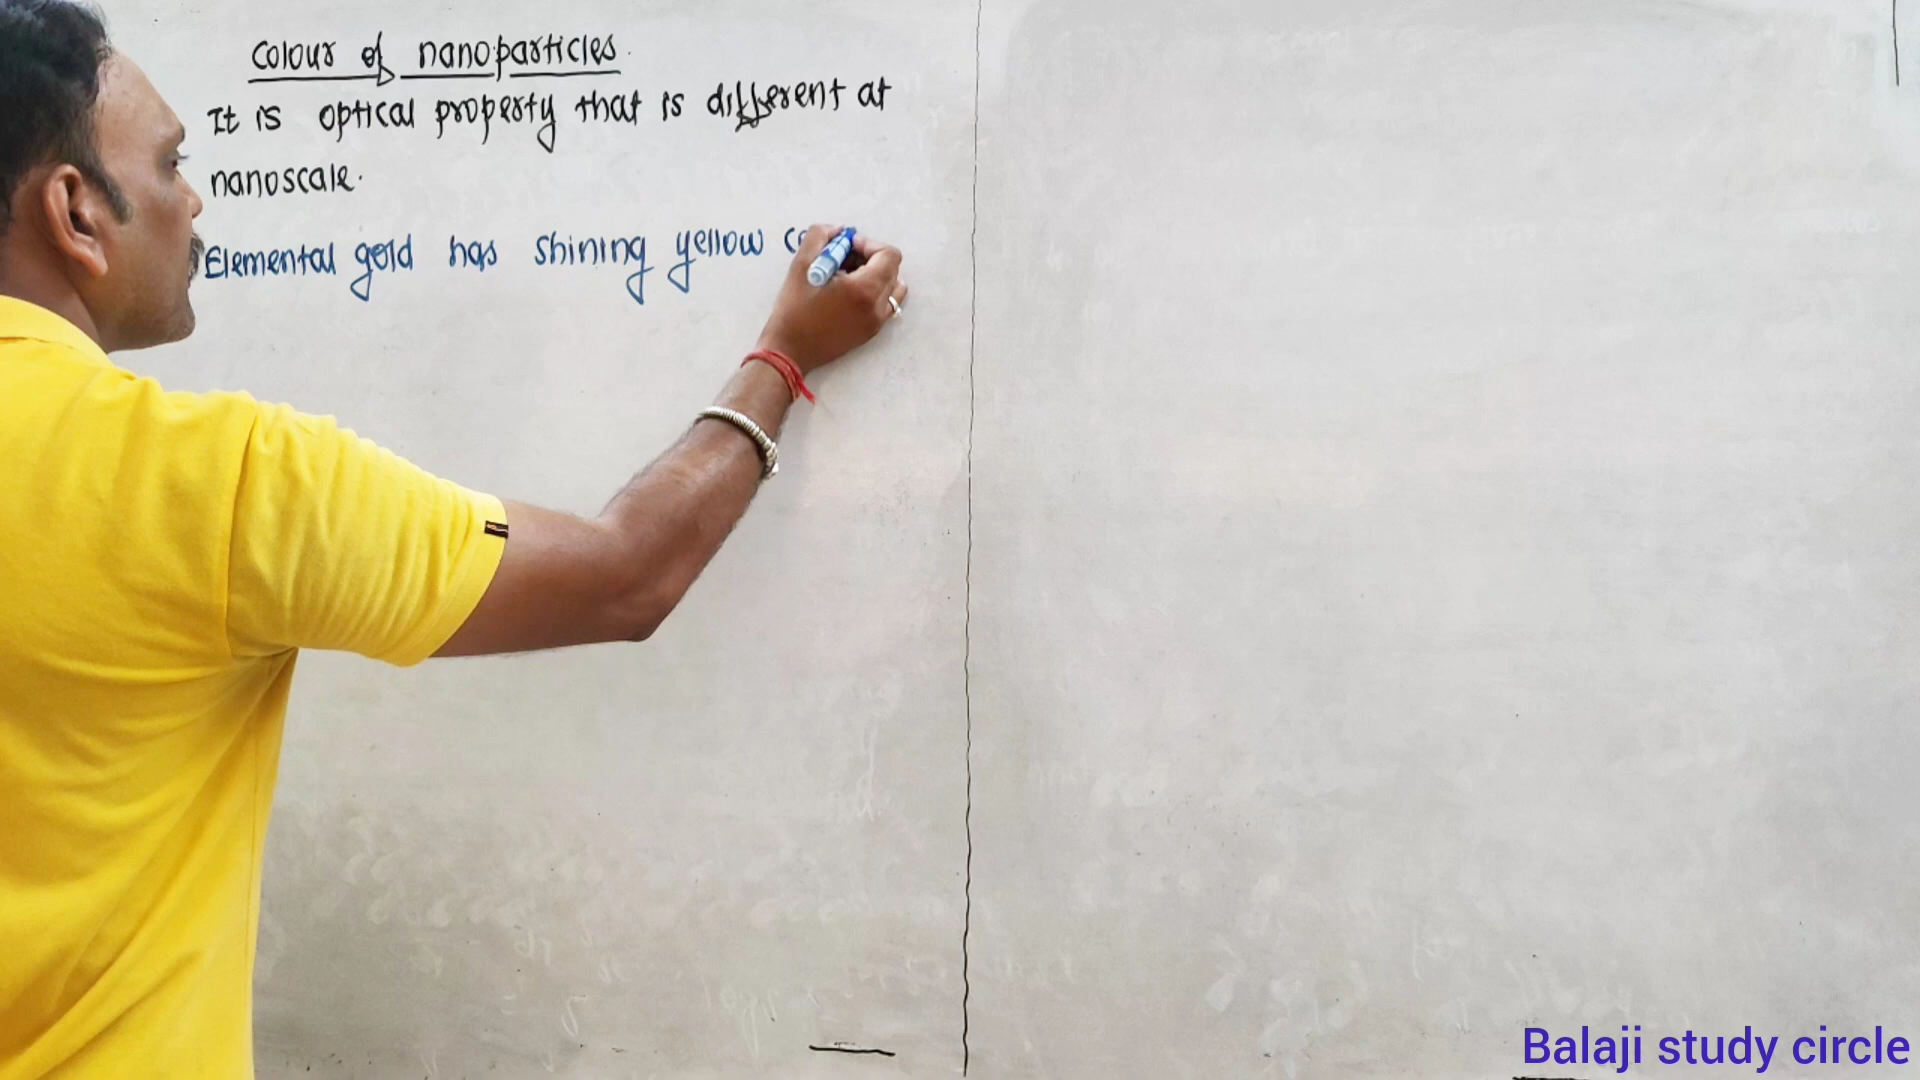 Colour of nanoparticles.
It is optical property that is different at
nanoscale.
Elemental gold has shining yellow co
Balaji study circle